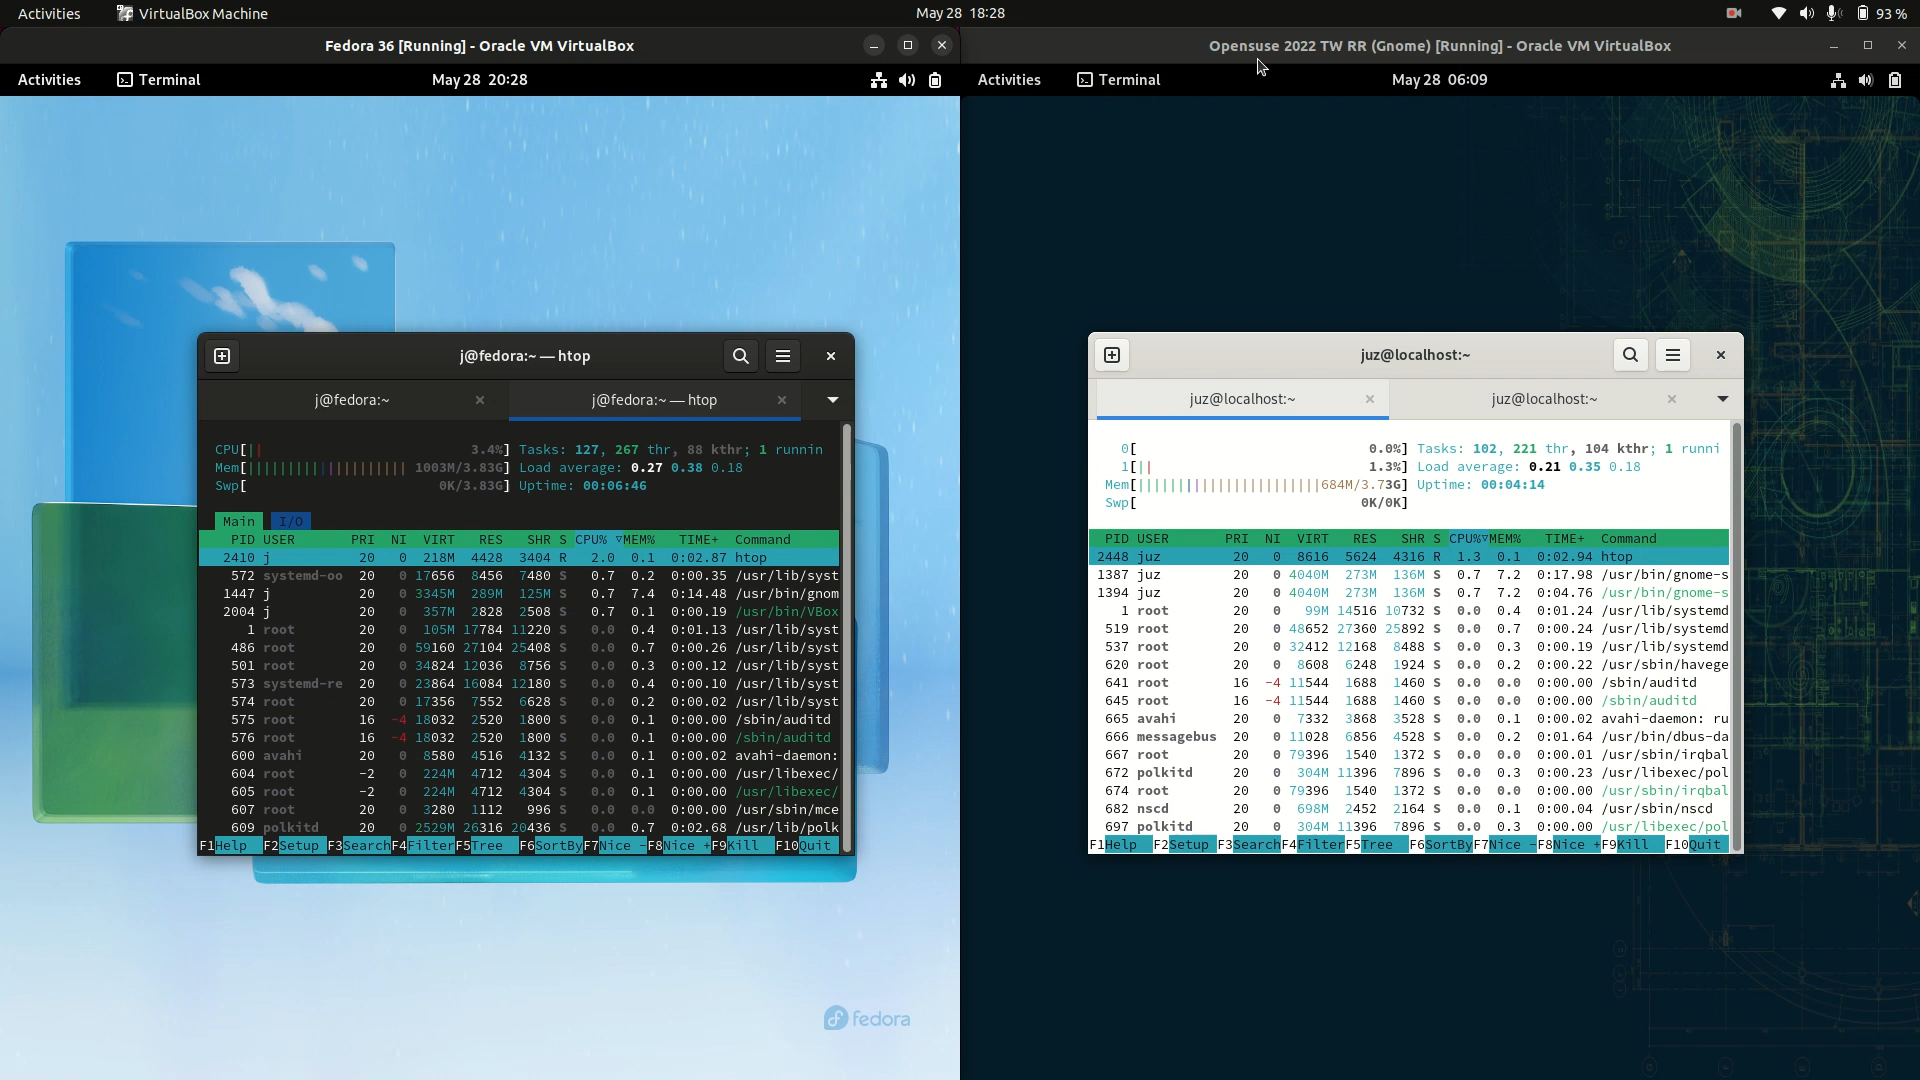 Activities VirtualBox Machine May 28 18:28 93 %
Fedora 36 [Running] - Oracle VM VirtualBox
Activities Terminal May 28 20:28
j@fedora:~ — htop
j@fedora:~ j@fedora:~ — htop
CPU[|| 3.4%] Tasks: 127, 267 thr, 88 kthr; 1 runnin
Mem[|||||||||||||||||||| 1003M/3.83G] Load average: 0.27 0.38 0.18
Swp[ 0K/3.83G] Uptime: 00:06:46
Main I/O
PID USER PRI NI VIRT RES SHR S CPU% ▽MEM% TIME+ Command
2410 j 20 0 218M 4428 3404 R 2.0 0.1 0:02.87 htop
572 systemd-oo 20 0 17656 8456 7480 S 0.7 0.2 0:00.35 /usr/lib/syst
1447 j 20 0 3345M 289M 125M S 0.7 7.4 0:14.48 /usr/bin/gnom
2004 j 20 0 357M 2828 2508 S 0.7 0.1 0:00.19 /usr/bin/VBox
1 root 20 0 105M 17784 11220 S 0.0 0.4 0:01.13 /usr/lib/syst
486 root 20 0 59160 27104 25408 S 0.0 0.7 0:00.26 /usr/lib/syst
501 root 20 0 34824 12036 8756 S 0.0 0.3 0:00.12 /usr/lib/syst
573 systemd-re 20 0 23864 16084 12180 S 0.0 0.4 0:00.10 /usr/lib/syst
574 root 20 0 17356 7552 6628 S 0.0 0.2 0:00.02 /usr/lib/syst
575 root 16 -4 18032 2520 1800 S 0.0 0.1 0:00.00 /sbin/auditd
576 root 16 -4 18032 2520 1800 S 0.0 0.1 0:00.00 /sbin/auditd
600 avahi 20 0 8580 4516 4132 S 0.0 0.1 0:00.02 avahi-daemon:
604 root -2 0 224M 4712 4304 S 0.0 0.1 0:00.00 /usr/libexec/
605 root -2 0 224M 4712 4304 S 0.0 0.1 0:00.00 /usr/libexec/
607 root 20 0 3280 1112 996 S 0.0 0.0 0:00.00 /usr/sbin/mce
609 polkitd 20 0 2529M 26316 20436 S 0.0 0.7 0:02.68 /usr/lib/polk
F1Help F2Setup F3SearchF4FilterF5Tree F6SortByF7Nice -F8Nice +F9Kill F10Quit
fedora
Opensuse 2022 TW RR (Gnome) [Running] - Oracle VM VirtualBox
Activities Terminal May 28 06:09
juz@localhost:~
juz@localhost:~ juz@localhost:~
0[ 0.0%] Tasks: 102, 221 thr, 104 kthr; 1 runni
1[|| 1.3%] Load average: 0.21 0.35 0.18
Mem[|||||||||||||||||||||||684M/3.73G] Uptime: 00:04:14
Swp[ 0K/0K]
PID USER PRI NI VIRT RES SHR S CPU%▽MEM% TIME+ Command
2448 juz 20 0 8616 5624 4316 R 1.3 0.1 0:02.94 htop
1387 juz 20 0 4040M 273M 136M S 0.7 7.2 0:17.98 /usr/bin/gnome-s
1394 juz 20 0 4040M 273M 136M S 0.7 7.2 0:04.76 /usr/bin/gnome-s
1 root 20 0 99M 14516 10732 S 0.0 0.4 0:01.24 /usr/lib/systemd
519 root 20 0 48652 27360 25892 S 0.0 0.7 0:00.24 /usr/lib/systemd
537 root 20 0 32412 12168 8488 S 0.0 0.3 0:00.19 /usr/lib/systemd
620 root 20 0 8608 6248 1924 S 0.0 0.2 0:00.22 /usr/sbin/havege
641 root 16 -4 11544 1688 1460 S 0.0 0.0 0:00.00 /sbin/auditd
645 root 16 -4 11544 1688 1460 S 0.0 0.0 0:00.00 /sbin/auditd
665 avahi 20 0 7332 3868 3528 S 0.0 0.1 0:00.02 avahi-daemon: ru
666 messagebus 20 0 11028 6856 4528 S 0.0 0.2 0:01.64 /usr/bin/dbus-da
667 root 20 0 79396 1540 1372 S 0.0 0.0 0:00.01 /usr/sbin/irqbal
672 polkitd 20 0 304M 11396 7896 S 0.0 0.3 0:00.23 /usr/libexec/pol
674 root 20 0 79396 1540 1372 S 0.0 0.0 0:00.00 /usr/sbin/irqbal
682 nscd 20 0 698M 2452 2164 S 0.0 0.1 0:00.04 /usr/sbin/nscd
697 polkitd 20 0 304M 11396 7896 S 0.0 0.3 0:00.00 /usr/libexec/pol
F1Help F2Setup F3SearchF4FilterF5Tree F6SortByF7Nice -F8Nice +F9Kill F10Quit